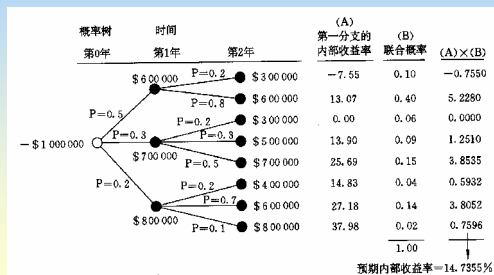 概率树 时间 (A) 第一分支的内部收益率 (B) 联合概率 (A)×(B)
第0年 第1年 第2年
P=0.2 $300 000 -7.55 0.10 -0.7550
$600 000
P=0.8 $600 000 13.07 0.40 5.2280
P=0.5
P=0.2 $300 000 0.00 0.06 0.0000
-$1 000 000 P=0.3 P=0.3 $500 000 13.90 0.09 1.2510
$700 000
P=0.5 $700 000 25.69 0.15 3.8535
P=0.2
P=0.2 $400 000 14.83 0.04 0.5932
P=0.7 $600 000 27.18 0.14 3.8052
$800 000
P=0.1 $800 000 37.98 0.02 0.7596
1.00
预期内部收益率=14.7355%